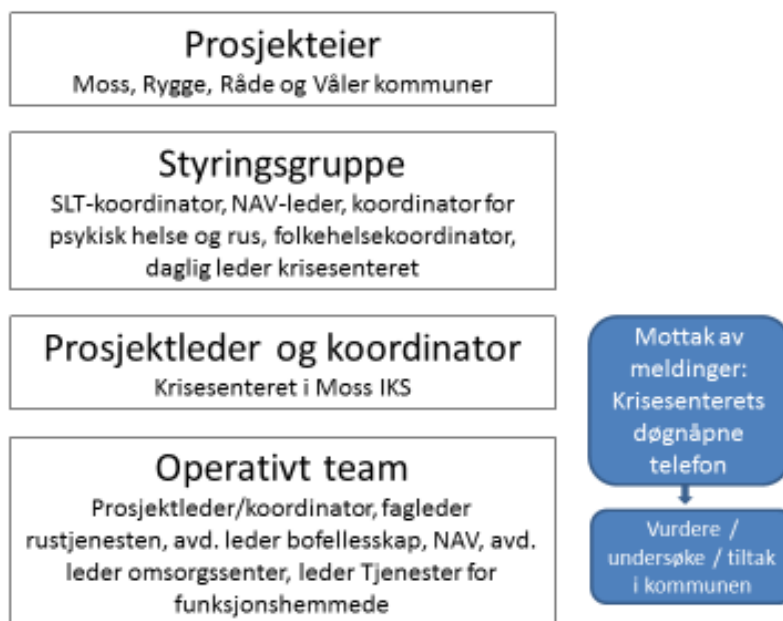 Prosjekteier
Moss, Rygge, Råde og Våler kommuner
Styringsgruppe
SLT-koordinator, NAV-leder, koordinator for
psykisk helse og rus, folkehelsekoordinator,
daglig leder krisesenteret
Prosjektleder og koordinator
Krisesenteret i Moss IKS
Operativt team
Prosjektleder/koordinator, fagleder
rustjenesten, avd. leder bofellesskap, NAV, avd.
leder omsorgssenter, leder Tjenester for
funksjonshemmede
Mottak av
meldinger:
Krisesenterets
døgnåpne
telefon
Vurdere /
undersøke / tiltak
i kommunen